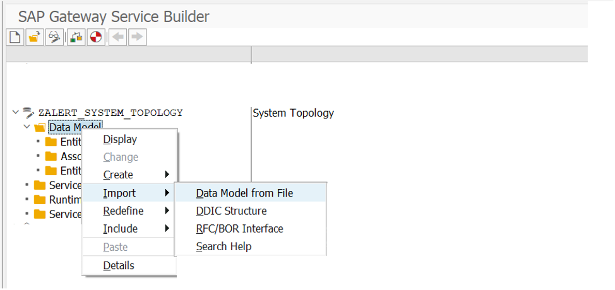 SAP Gateway Service Builder
ZALERT_SYSTEM_TOPOLOGY System Topology
Data Model
Entit
Asso
Entit
Service
Runtim
Service
Display
Change
Create
Import
Redefine
Include
Paste
Details
Data Model from File
DDIC Structure
RFC/BOR Interface
Search Help